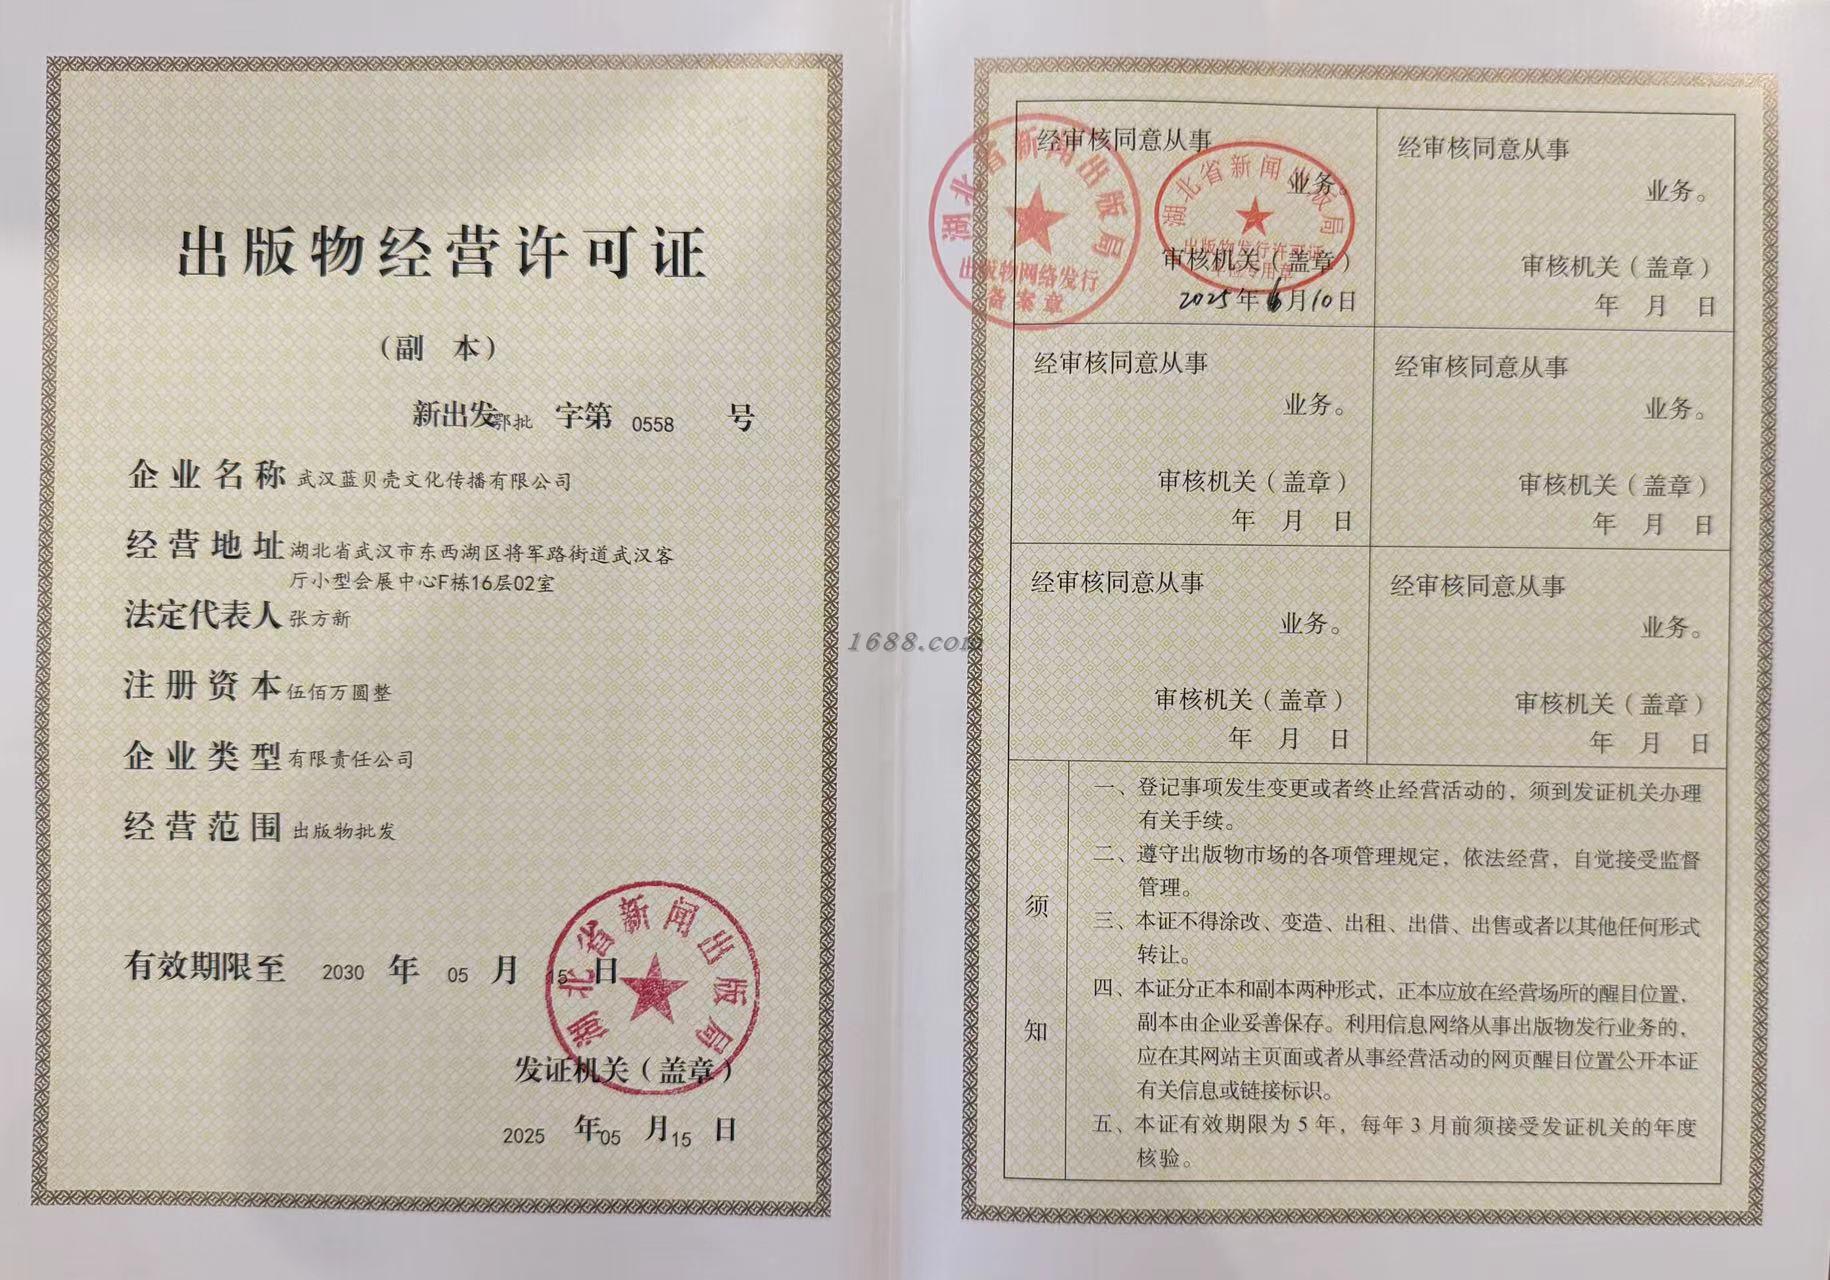 出版物经营许可证
（副 本）
新出发鄂批 字第 0558 号
企业名称 武汉蓝贝壳文化传播有限公司
经营地址 湖北省武汉市东西湖区将军路街道武汉客
厅小型会展中心F栋16层02室
法定代表人 张方新
注册资本 伍佰万圆整
企业类型 有限责任公司
经营范围 出版物批发
有效期限至 2030 年 05 月 15 日
湖北省新闻出版局
发证机关（盖章）
2025 年 05 月 15 日
1688.com
经审核同意从事
业务。
审核机关（盖章）
2025年6月10日
湖北省新闻出版局
出版物网络发行
备案章
湖北省新闻出版局
出版物发行许可证
年检专用章
经审核同意从事
业务。
审核机关（盖章）
年 月 日
经审核同意从事
业务。
审核机关（盖章）
年 月 日
经审核同意从事
业务。
审核机关（盖章）
年 月 日
经审核同意从事
业务。
审核机关（盖章）
年 月 日
经审核同意从事
业务。
审核机关（盖章）
年 月 日
须知
一、登记事项发生变更或者终止经营活动的，须到发证机关办理
有关手续。
二、遵守出版物市场的各项管理规定，依法经营，自觉接受监督
管理。
三、本证不得涂改、变造、出租、出借、出售或者以其他任何形式
转让。
四、本证分正本和副本两种形式，正本应放在经营场所的醒目位置，
副本由企业妥善保存。利用信息网络从事出版物发行业务的，
应在其网站主页面或者从事经营活动的网页醒目位置公开本证
有关信息或链接标识。
五、本证有效期限为 5 年，每年 3 月前须接受发证机关的年度
核验。